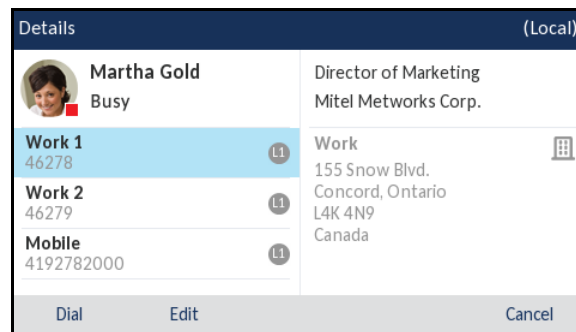 Details
(Local)
Martha Gold
Busy
Work 1
46278
L1
Work 2
46279
L1
Mobile
4192782000
L1
Director of Marketing
Mitel Metworks Corp.
Work
155 Snow Blvd.
Concord, Ontario
L4K 4N9
Canada
Dial
Edit
Cancel